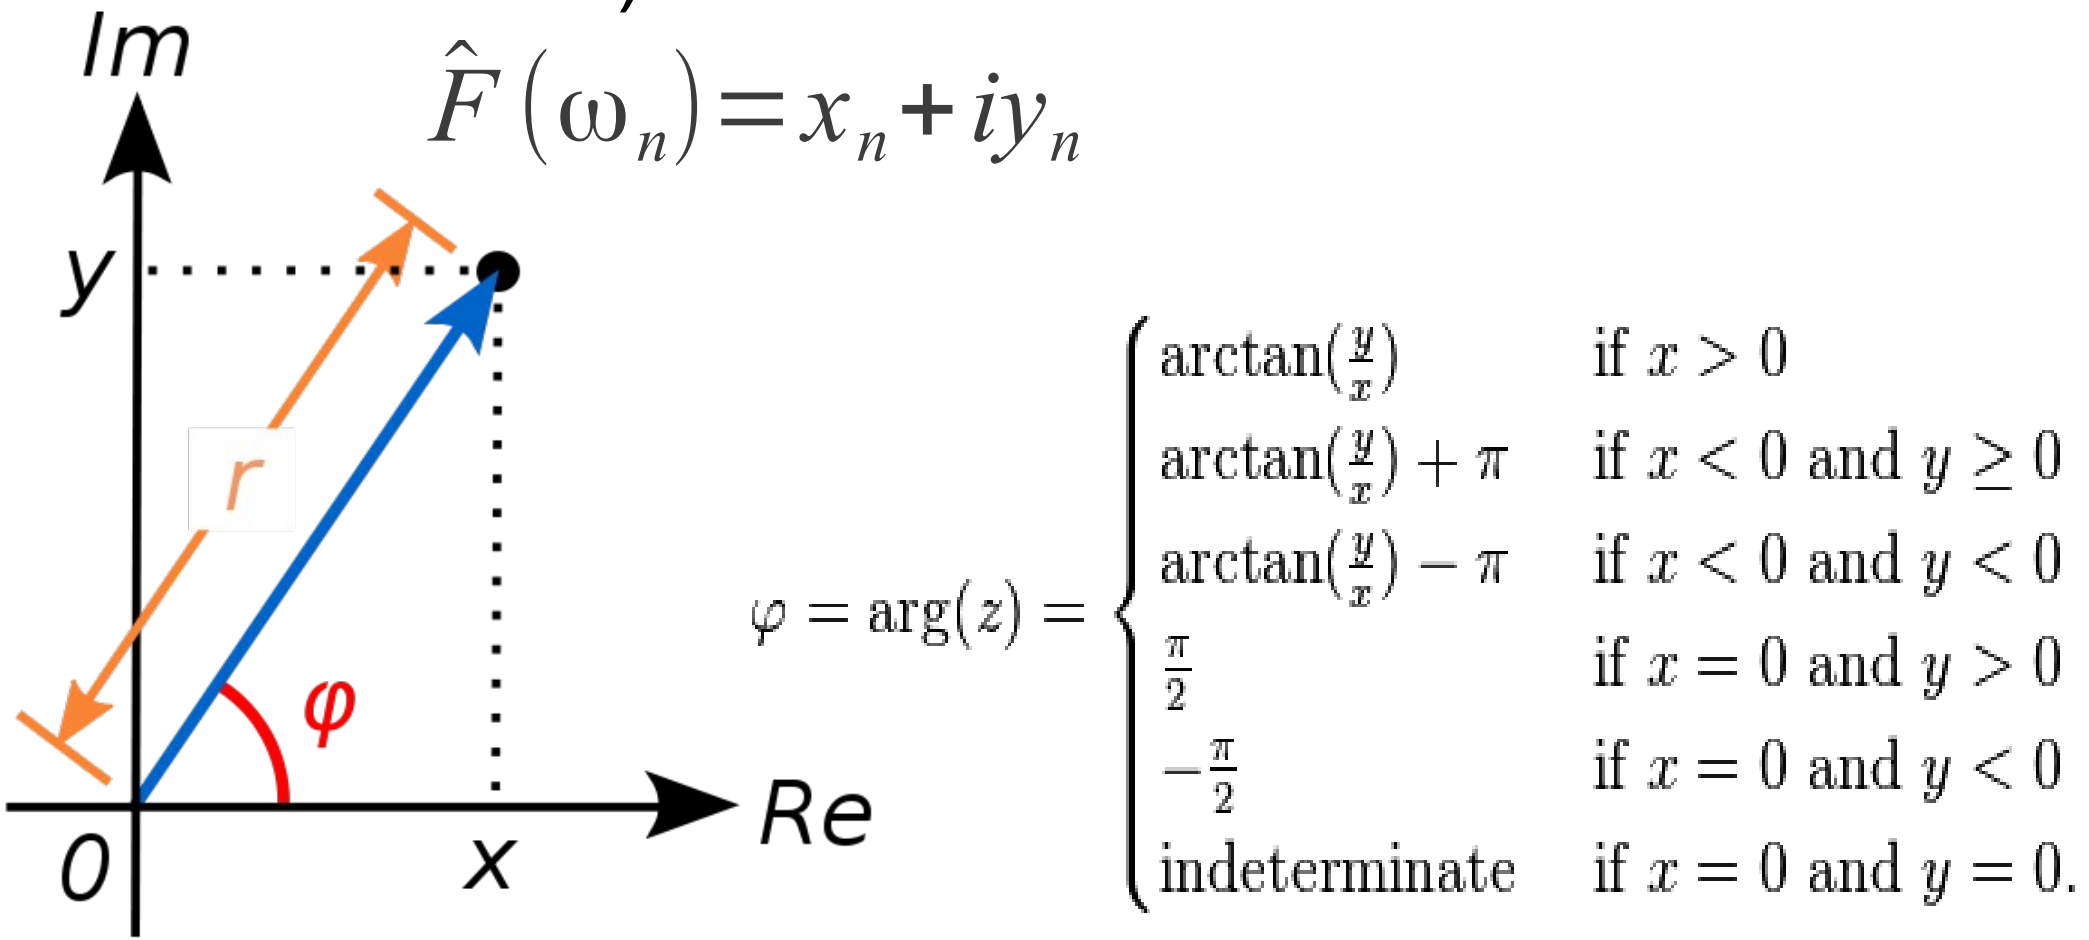 Im
F̂(ωₙ)=xₙ+iyₙ
y
r
φ
0
x
Re
φ = arg(z) =
arctan(y/x) if x > 0
arctan(y/x) + π if x < 0 and y ≥ 0
arctan(y/x) − π if x < 0 and y < 0
π/2 if x = 0 and y > 0
−π/2 if x = 0 and y < 0
indeterminate if x = 0 and y = 0.